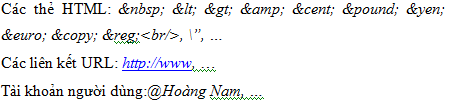 Các thẻ HTML: &nbsp; &lt; &gt; &amp; &cent; &pound; &yen;
&euro; &copy; &reg;<br/>, \”, …
Các liên kết URL: http://www, …
Tài khoản người dùng:@Hoàng Nam, …